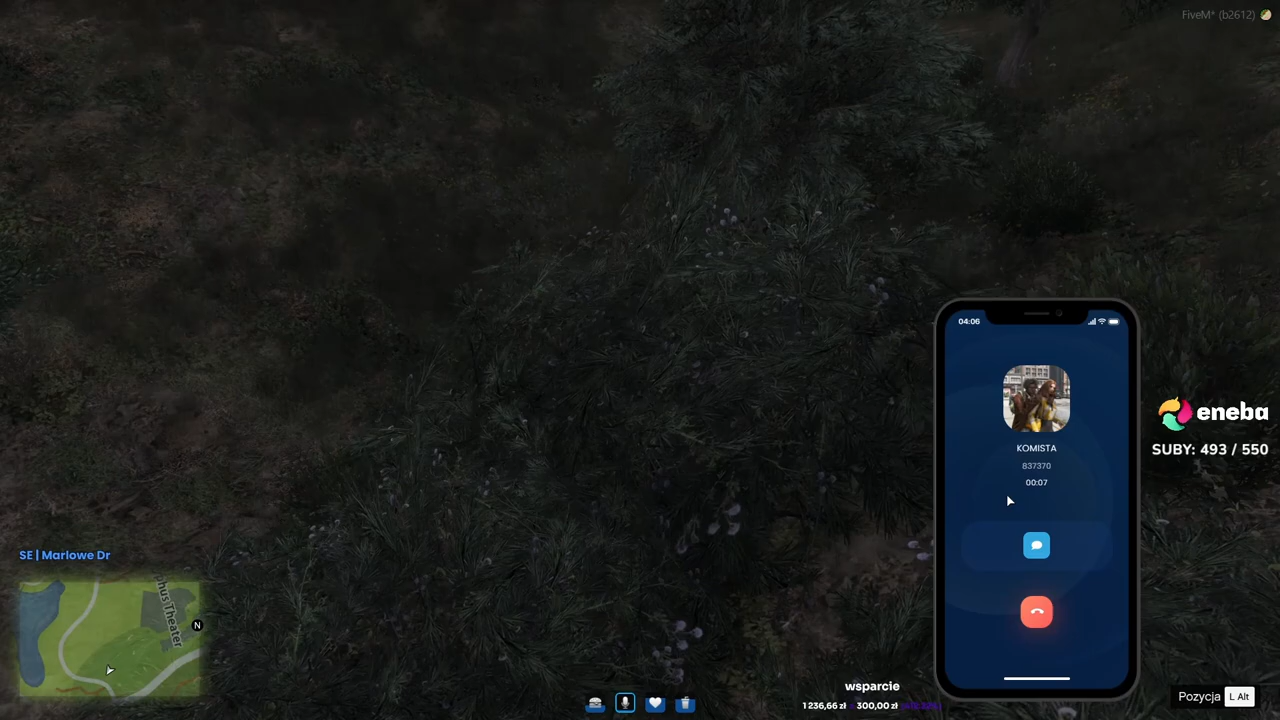 FiveM* (b2612)
04:06
KOMISTA
837370
00:07
eneba
SUBY: 493 / 550
SE | Marlowe Dr
hus Theater
N
wsparcie
1 236,66 zł
300,00 zł
Pozycja L Alt